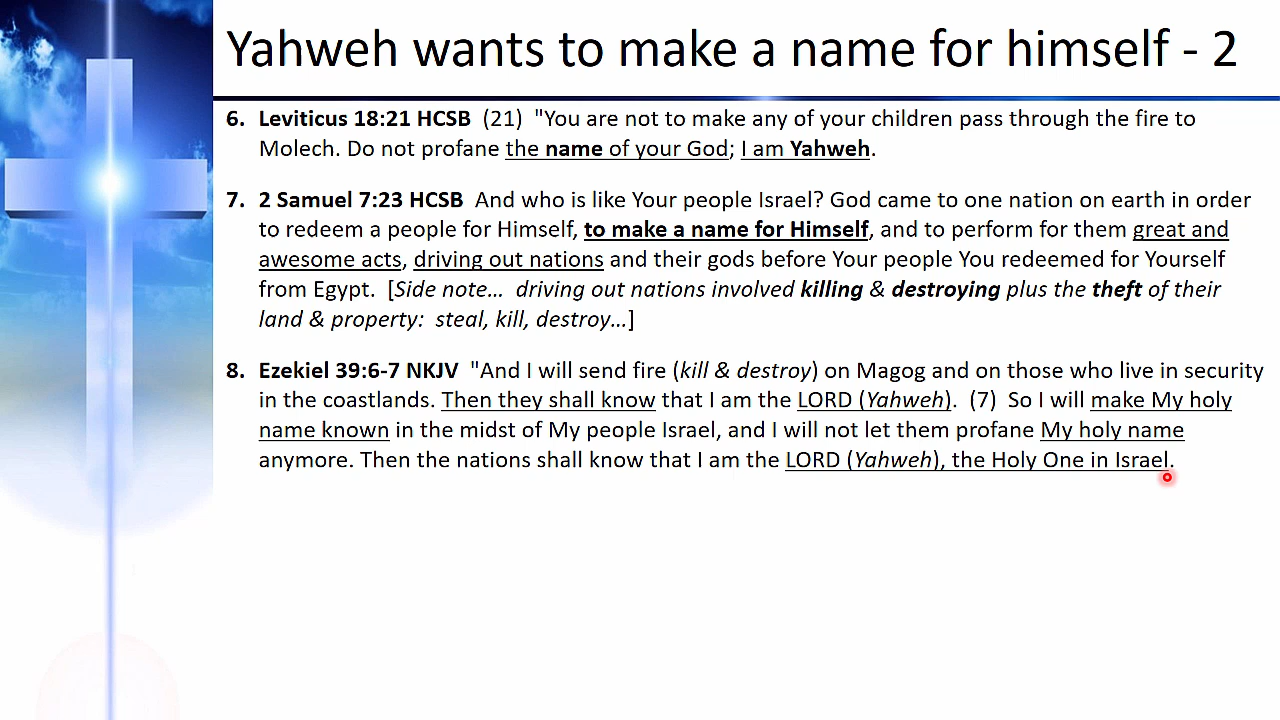 Yahweh wants to make a name for himself - 2
6. Leviticus 18:21 HCSB (21) "You are not to make any of your children pass through the fire to
Molech. Do not profane the name of your God; I am Yahweh.
7. 2 Samuel 7:23 HCSB And who is like Your people Israel? God came to one nation on earth in order
to redeem a people for Himself, to make a name for Himself, and to perform for them great and
awesome acts, driving out nations and their gods before Your people You redeemed for Yourself
from Egypt. [Side note… driving out nations involved killing & destroying plus the theft of their
land & property: steal, kill, destroy…]
8. Ezekiel 39:6-7 NKJV "And I will send fire (kill & destroy) on Magog and on those who live in security
in the coastlands. Then they shall know that I am the LORD (Yahweh). (7) So I will make My holy
name known in the midst of My people Israel, and I will not let them profane My holy name
anymore. Then the nations shall know that I am the LORD (Yahweh), the Holy One in Israel.